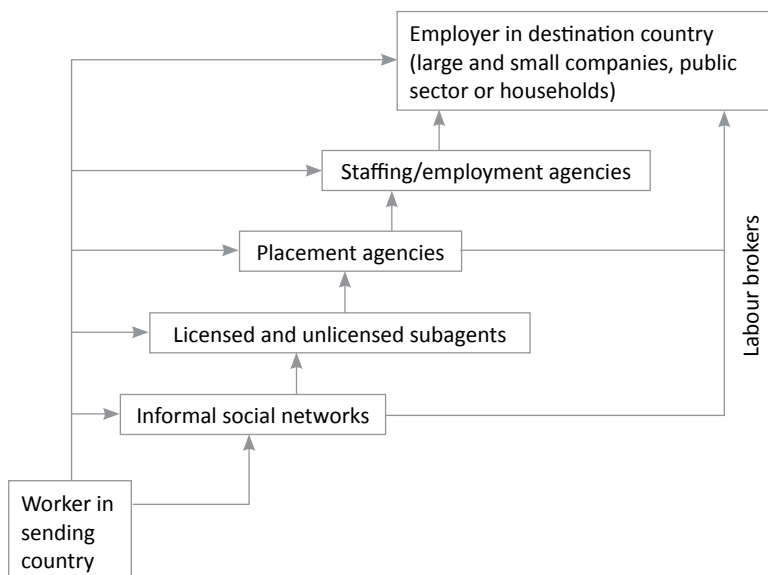 Employer in destination country
(large and small companies, public
sector or households)
Staffing/employment agencies
Placement agencies
Labour brokers
Licensed and unlicensed subagents
Informal social networks
Worker in
sending
country